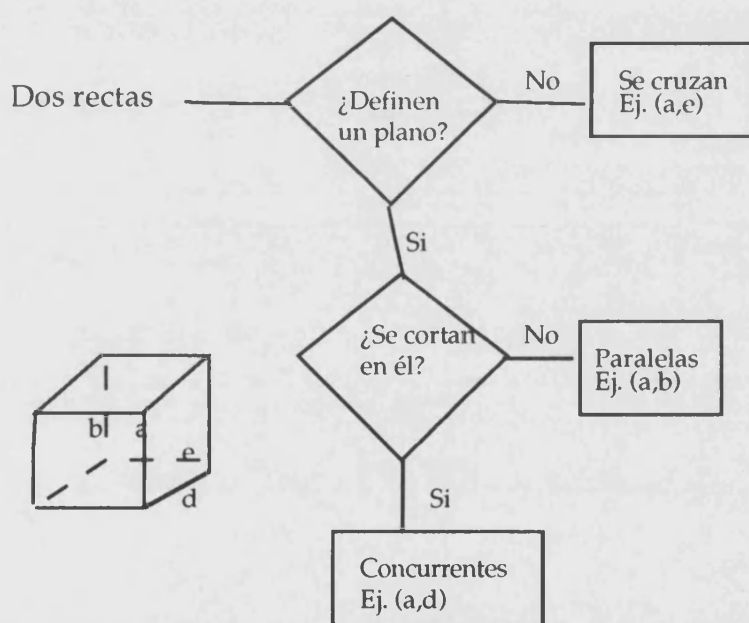 Dos rectas
¿Definen
un plano?
No
Se cruzan
Ej. (a,e)
Si
¿Se cortan
en él?
No
Paralelas
Ej. (a,b)
b
a
e
d
Si
Concurrentes
Ej. (a,d)